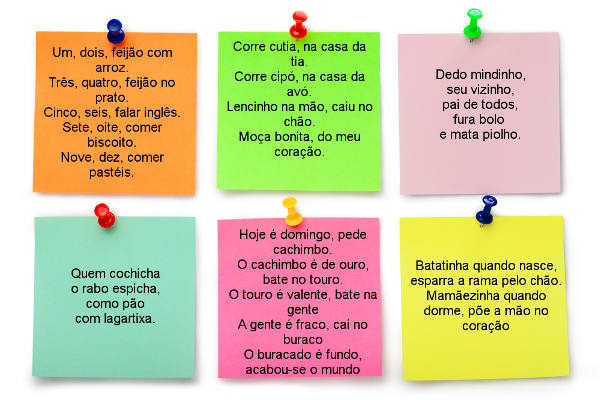 Um, dois, feijão com
arroz.
Três, quatro, feijão no
prato.
Cinco, seis, falar inglês.
Sete, oite, comer
biscoito.
Nove, dez, comer
pastéis.
Corre cutia, na casa da
tia.
Corre cipó, na casa da
avó.
Lencinho na mão, caiu no
chão.
Moça bonita, do meu
coração.
Dedo mindinho,
seu vizinho,
pai de todos,
fura bolo
e mata piolho.
Quem cochicha
o rabo espicha,
como pão
com lagartixa.
Hoje é domingo, pede
cachimbo.
O cachimbo é de ouro,
bate no touro.
O touro é valente, bate na
gente
A gente é fraco, cai no
buraco
O buracado é fundo,
acabou-se o mundo
Batatinha quando nasce,
esparra a rama pelo chão.
Mamãezinha quando
dorme, põe a mão no
coração